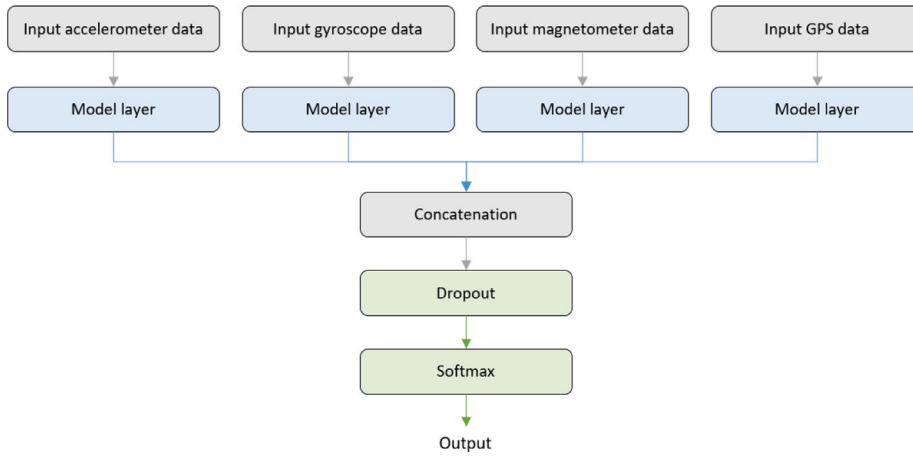 Input accelerometer data
Input gyroscope data
Input magnetometer data
Input GPS data
Model layer
Model layer
Model layer
Model layer
Concatenation
Dropout
Softmax
Output